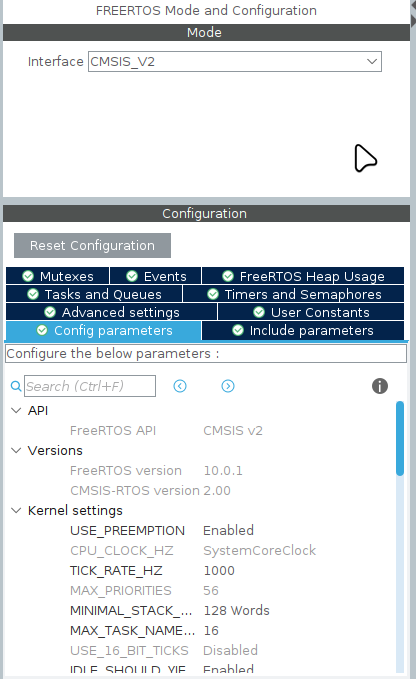 FREERTOS Mode and Configuration
Mode
Interface CMSIS_V2
Configuration
Reset Configuration
Mutexes Events FreeRTOS Heap Usage
Tasks and Queues Timers and Semaphores
Advanced settings User Constants
Config parameters Include parameters
Configure the below parameters :
Search (Ctrl+F)
API
FreeRTOS API CMSIS v2
Versions
FreeRTOS version 10.0.1
CMSIS-RTOS version 2.00
Kernel settings
USE_PREEMPTION Enabled
CPU_CLOCK_HZ SystemCoreClock
TICK_RATE_HZ 1000
MAX_PRIORITIES 56
MINIMAL_STACK_... 128 Words
MAX_TASK_NAME... 16
USE_16_BIT_TICKS Disabled
IDLE_SHOULD_YIE... Enabled